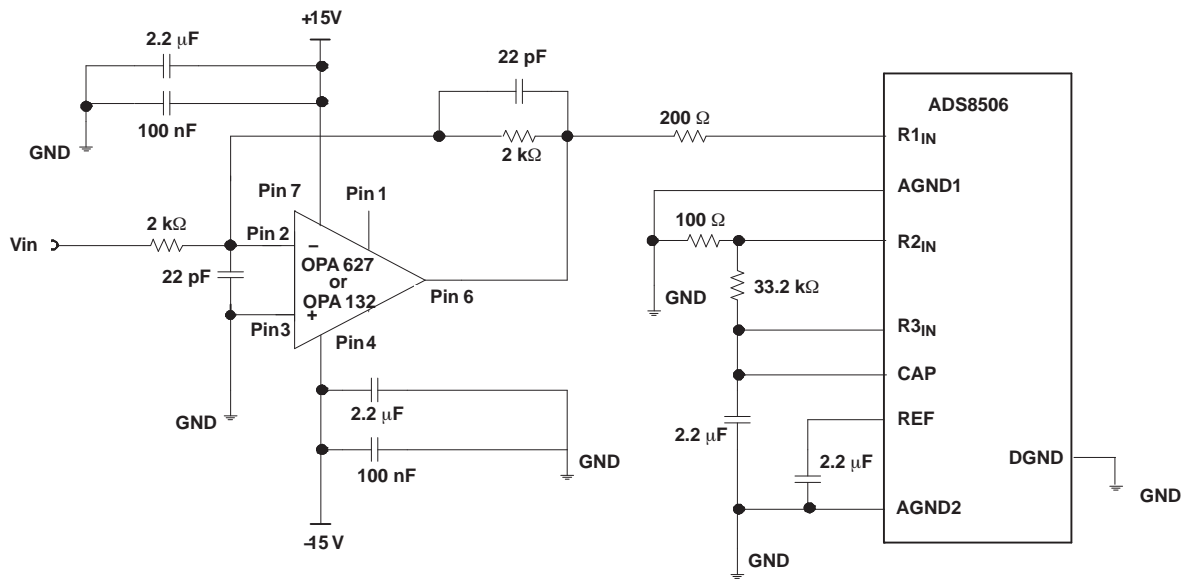 +15V
2.2 μF
22 pF
ADS8506
100 nF
200 Ω
R1IN
GND
2 kΩ
Pin 7
Pin 1
AGND1
2 kΩ
100 Ω
Vin
Pin 2
–
R2IN
22 pF
OPA 627
or
OPA 132
Pin 6
33.2 kΩ
GND
Pin3
+
R3IN
Pin4
CAP
GND
2.2 μF
REF
2.2 μF
2.2 μF
100 nF
GND
DGND
GND
AGND2
–15 V
GND